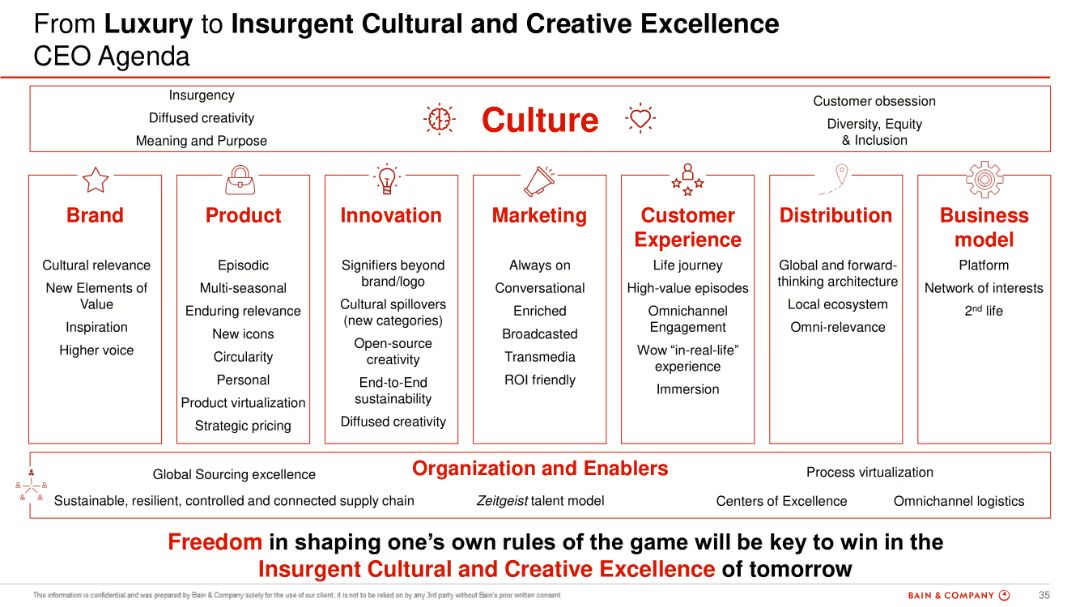 From Luxury to Insurgent Cultural and Creative Excellence
CEO Agenda
Insurgency
Diffused creativity
Meaning and Purpose
Culture
Customer obsession
Diversity, Equity
& Inclusion
Brand
Cultural relevance
New Elements of
Value
Inspiration
Higher voice
Product
Episodic
Multi-seasonal
Enduring relevance
New icons
Circularity
Personal
Product virtualization
Strategic pricing
Innovation
Signifiers beyond
brand/logo
Cultural spillovers
(new categories)
Open-source
creativity
End-to-End
sustainability
Diffused creativity
Marketing
Always on
Conversational
Enriched
Broadcasted
Transmedia
ROI friendly
Customer
Experience
Life journey
High-value episodes
Omnichannel
Engagement
Wow “in-real-life”
experience
Immersion
Distribution
Global and forward-
thinking architecture
Local ecosystem
Omni-relevance
Business
model
Platform
Network of interests
2nd life
Organization and Enablers
Global Sourcing excellence
Process virtualization
Sustainable, resilient, controlled and connected supply chain
Zeitgeist talent model
Centers of Excellence
Omnichannel logistics
Freedom in shaping one’s own rules of the game will be key to win in the
Insurgent Cultural and Creative Excellence of tomorrow
This information is confidential and was prepared by Bain & Company solely for the use of our client; it is not to be relied on by any 3rd party without Bain's prior written consent
BAIN & COMPANY
35